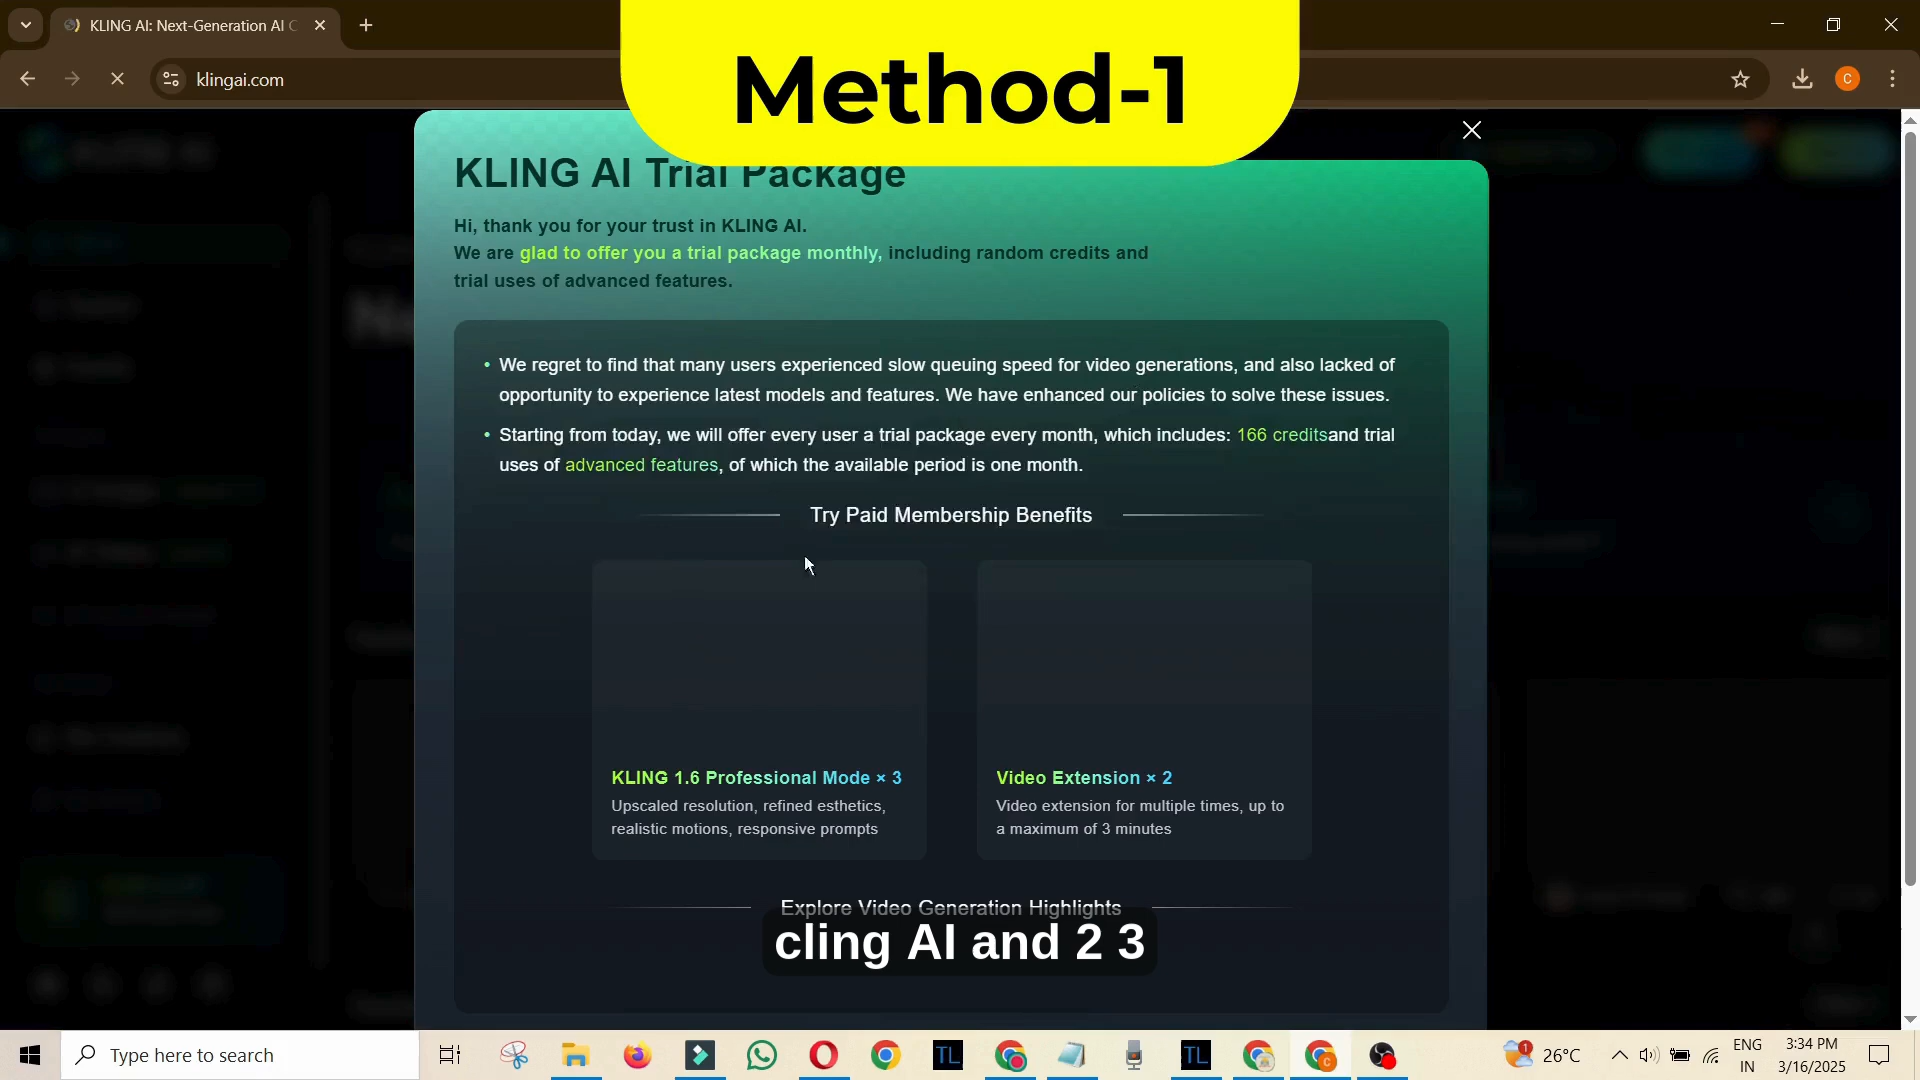 KLING AI: Next-Generation AI C
klingai.com
C
Method-1
KLING AI Trial Package
Hi, thank you for your trust in KLING AI.
We are glad to offer you a trial package monthly, including random credits and
trial uses of advanced features.
• We regret to find that many users experienced slow queuing speed for video generations, and also lacked of
opportunity to experience latest models and features. We have enhanced our policies to solve these issues.
• Starting from today, we will offer every user a trial package every month, which includes: 166 creditsand trial
uses of advanced features, of which the available period is one month.
Try Paid Membership Benefits
KLING 1.6 Professional Mode × 3
Upscaled resolution, refined esthetics,
realistic motions, responsive prompts
Video Extension × 2
Video extension for multiple times, up to
a maximum of 3 minutes
Explore Video Generation Highlights
cling AI and 2 3
Type here to search
TL
TL
C
1
26°C
ENG
IN
3:34 PM
3/16/2025